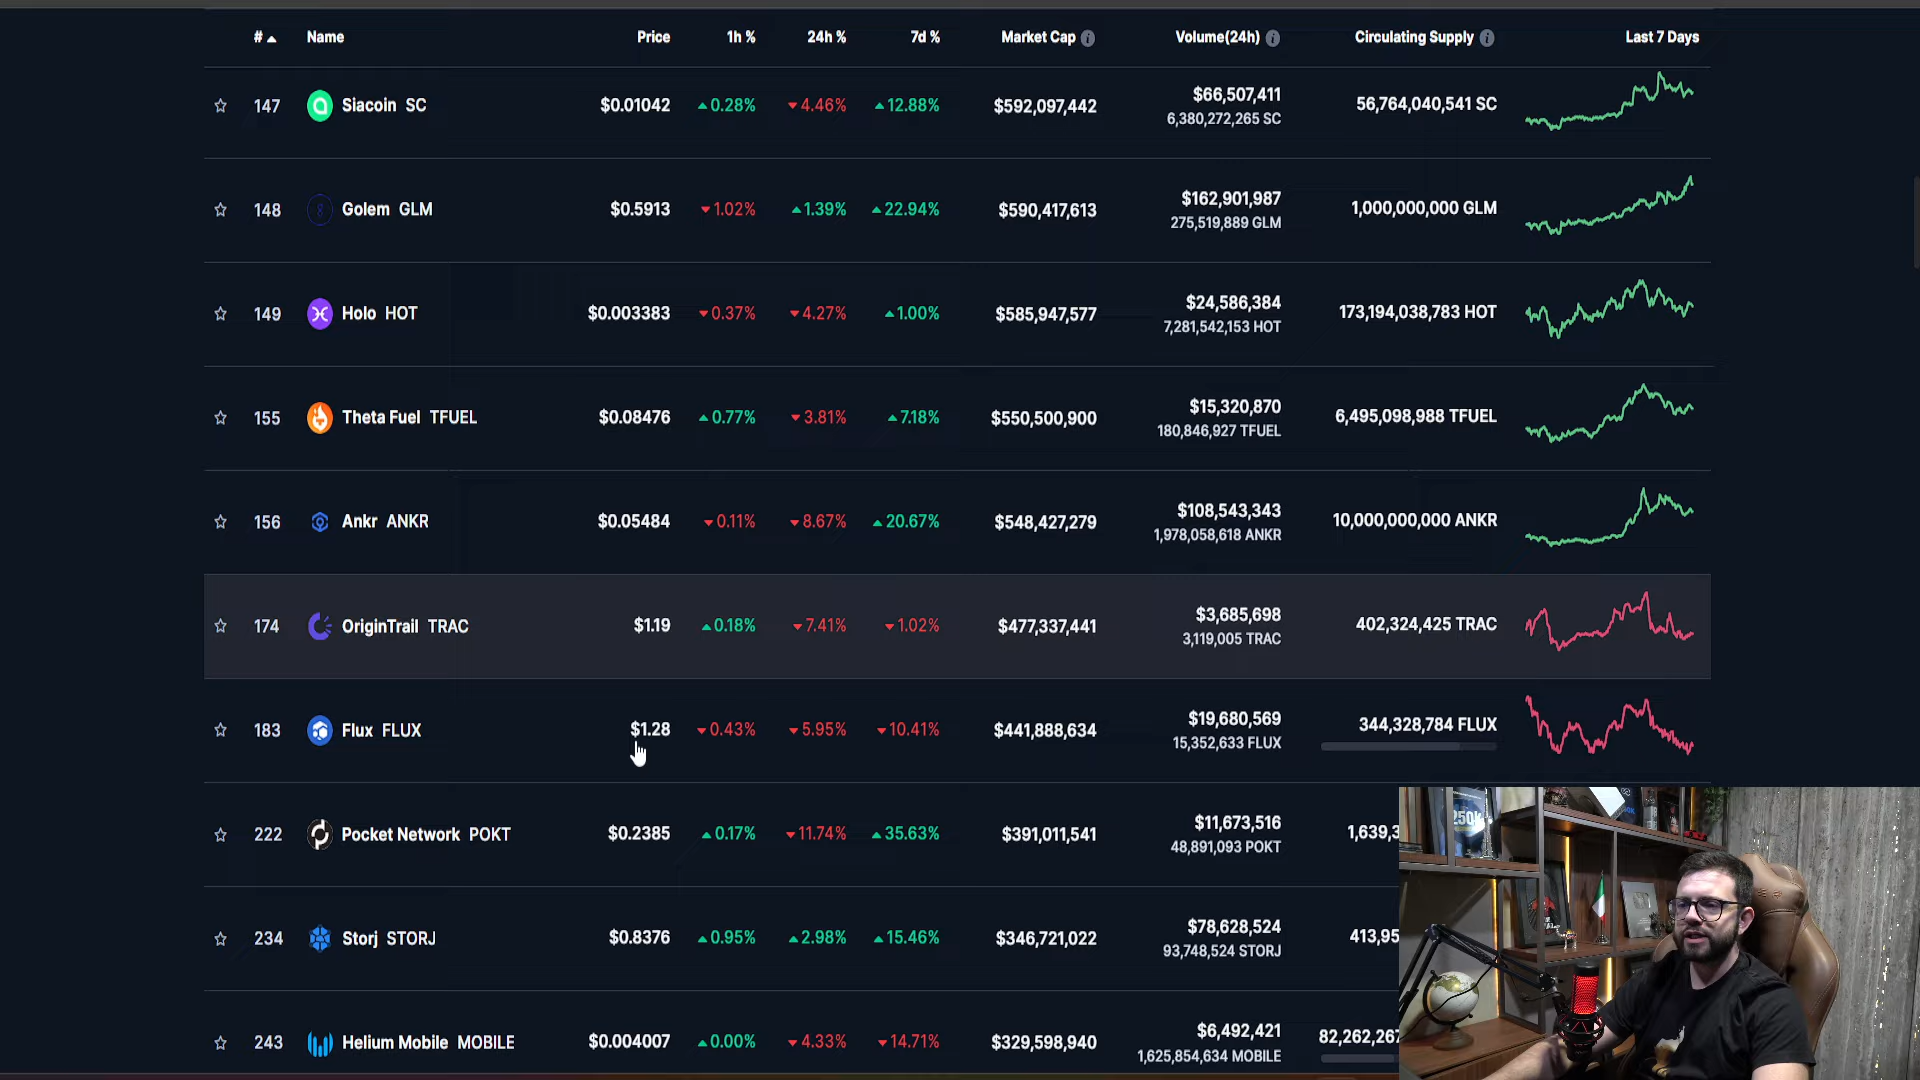 # Name Price 1h % 24h % 7d % Market Cap Volume(24h) Circulating Supply Last 7 Days
147 Siacoin SC $0.01042 0.28% 4.46% 12.88% $592,097,442 $66,507,411 56,764,040,541 SC
6,380,272,265 SC
148 Golem GLM $0.5913 1.02% 1.39% 22.94% $590,417,613 $162,901,987 1,000,000,000 GLM
275,519,889 GLM
149 Holo HOT $0.003383 0.37% 4.27% 1.00% $585,947,577 $24,586,384 173,194,038,783 HOT
7,281,542,153 HOT
155 Theta Fuel TFUEL $0.08476 0.77% 3.81% 7.18% $550,500,900 $15,320,870 6,495,098,988 TFUEL
180,846,927 TFUEL
156 Ankr ANKR $0.05484 0.11% 8.67% 20.67% $548,427,279 $108,543,343 10,000,000,000 ANKR
1,978,058,618 ANKR
174 OriginTrail TRAC $1.19 0.18% 7.41% 1.02% $477,337,441 $3,685,698 402,324,425 TRAC
3,119,005 TRAC
183 Flux FLUX $1.28 0.43% 5.95% 10.41% $441,888,634 $19,680,569 344,328,784 FLUX
15,352,633 FLUX
222 Pocket Network POKT $0.2385 0.17% 11.74% 35.63% $391,011,541 $11,673,516 1,639,3
48,891,093 POKT
234 Storj STORJ $0.8376 0.95% 2.98% 15.46% $346,721,022 $78,628,524 413,95
93,748,524 STORJ
243 Helium Mobile MOBILE $0.004007 0.00% 4.33% 14.71% $329,598,940 $6,492,421 82,262,267
1,625,854,634 MOBILE
250K